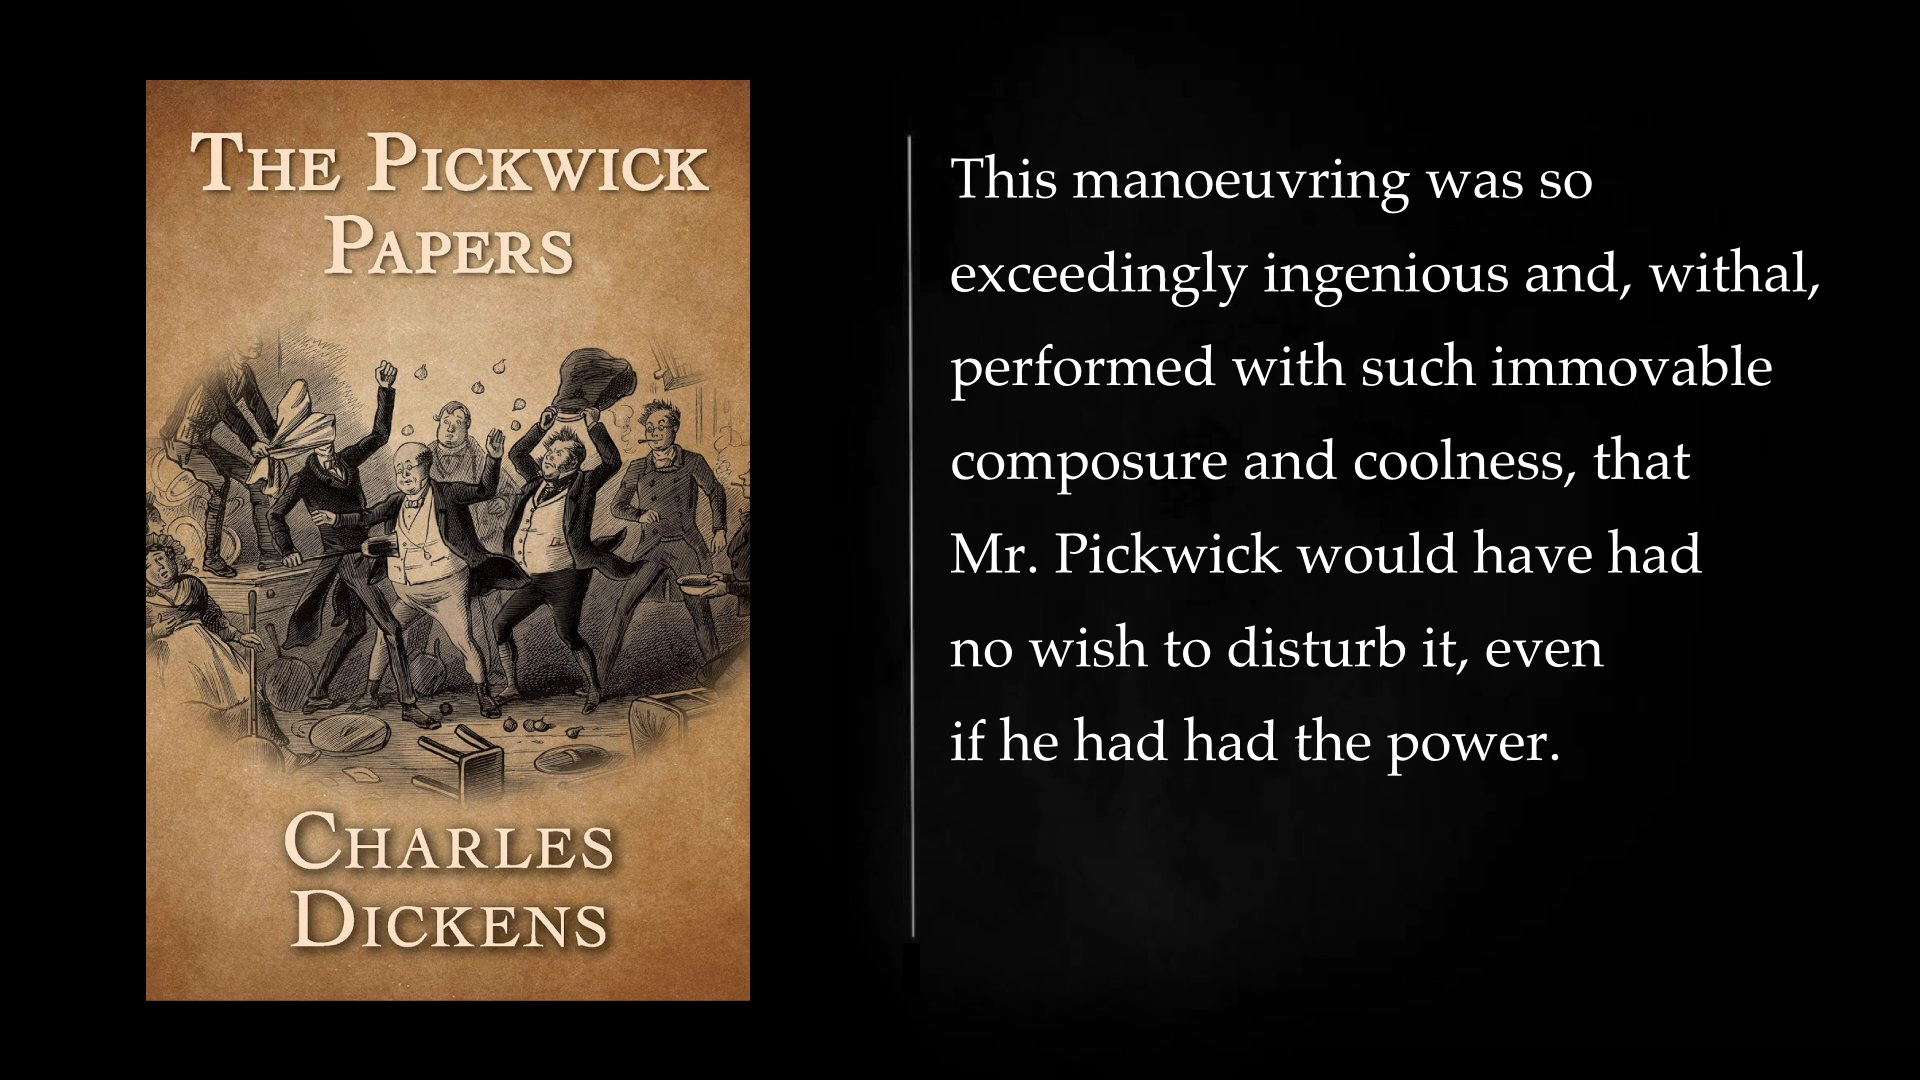 The Pickwick
Papers
Charles
Dickens
This manoeuvring was so
exceedingly ingenious and, withal,
performed with such immovable
composure and coolness, that
Mr. Pickwick would have had
no wish to disturb it, even
if he had had the power.